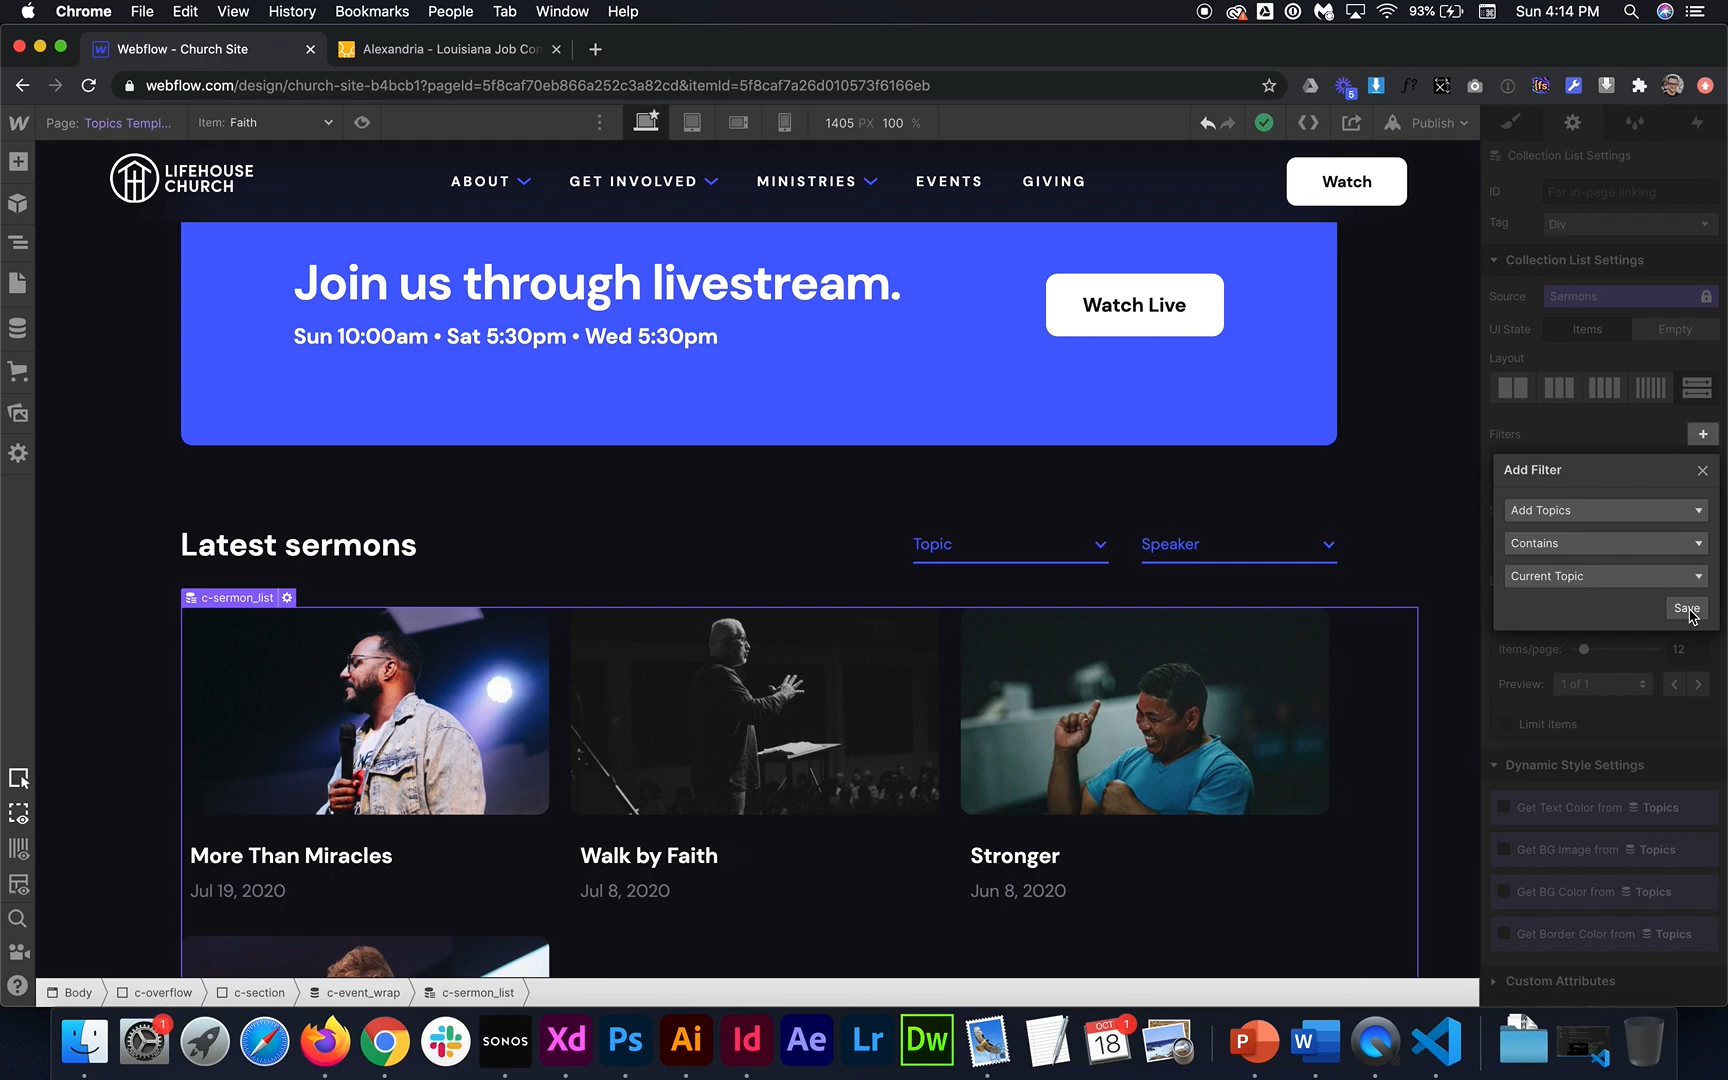 Chrome File Edit View History Bookmarks People Tab Window Help
93% Sun 4:14 PM
Webflow - Church Site
Alexandria - Louisiana Job Con
webflow.com/design/church-site-b4bcb1?pageId=5f8caf70eb866a252c3a82cd&itemId=5f8caf7a26d010573f6166eb
5
Page: Topics Templ... Item: Faith 1405 PX 100 % Publish
LIFEHOUSE
CHURCH
ABOUT GET INVOLVED MINISTRIES EVENTS GIVING Watch
Join us through livestream.
Sun 10:00am • Sat 5:30pm • Wed 5:30pm
Watch Live
Latest sermons
Topic Speaker
c-sermon_list
More Than Miracles
Jul 19, 2020
Walk by Faith
Jul 8, 2020
Stronger
Jun 8, 2020
Collection List Settings
ID For in-page linking
Tag Div
Collection List Settings
Source Sermons
UI State Items Empty
Layout
Filters +
Add Filter
Add Topics
Contains
Current Topic
Save
Items/page: 12
Preview: 1 of 1
Limit items
Dynamic Style Settings
Get Text Color from Topics
Get BG Image from Topics
Get BG Color from Topics
Get Border Color from Topics
Custom Attributes
Body c-overflow c-section c-event_wrap c-sermon_list
1 SONOS Xd Ps Ai Id Ae Lr Dw OCT 18 1 P W